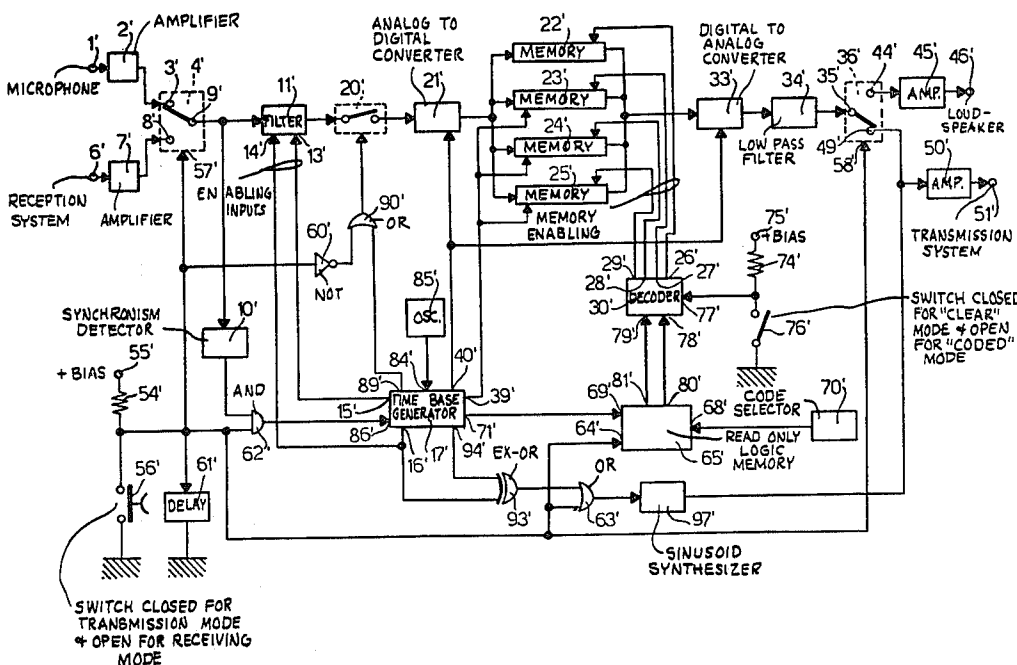 1'
2'
AMPLIFIER
MICROPHONE
3'
4'
9'
8'
6'
7'
57'
RECEPTION
SYSTEM
AMPLIFIER
11'
FILTER
14'
13'
ENABLING
INPUTS
20'
ANALOG TO
DIGITAL
CONVERTER
21'
22'
MEMORY
23'
MEMORY
24'
MEMORY
25'
MEMORY
MEMORY
ENABLING
DIGITAL TO
ANALOG
CONVERTER
33'
34'
LOW PASS
FILTER
35'
36'
44'
45'
46'
AMP.
LOUD-
SPEAKER
49'
58'
50'
AMP.
51'
TRANSMISSION
SYSTEM
60'
NOT
90'
OR
85'
OSC.
SYNCHRONISM
DETECTOR
10'
55'
+ BIAS
54'
AND
62'
84'
40'
89'
15'
TIME BASE
GENERATOR
39'
86'
16'
17'
94'
71'
29'
28'
30'
26'
27'
DECODER
77'
79'
78'
75'
+BIAS
74'
76'
SWITCH CLOSED
FOR "CLEAR"
MODE & OPEN
FOR "CODED"
MODE
81'
80'
69'
68'
64'
65'
READ ONLY
LOGIC
MEMORY
CODE
SELECTOR
70'
EX-OR
93'
OR
63'
97'
SINUSOID
SYNTHESIZER
56'
61'
DELAY
SWITCH CLOSED FOR
TRANSMISSION MODE
& OPEN FOR RECEIVING
MODE